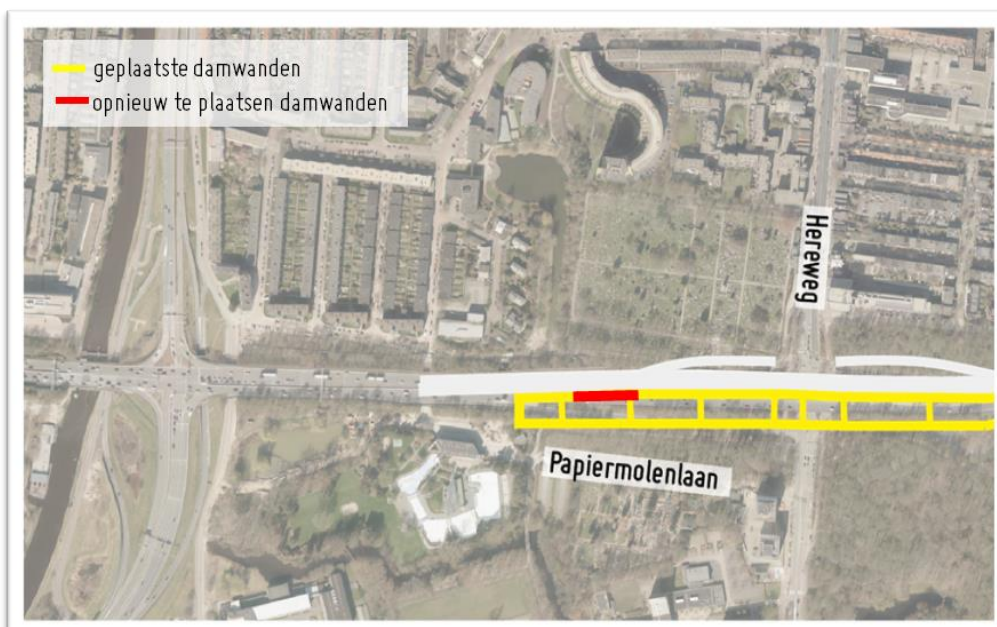 geplaatste damwanden
opnieuw te plaatsen damwanden
Hereweg
Papiermolenlaan